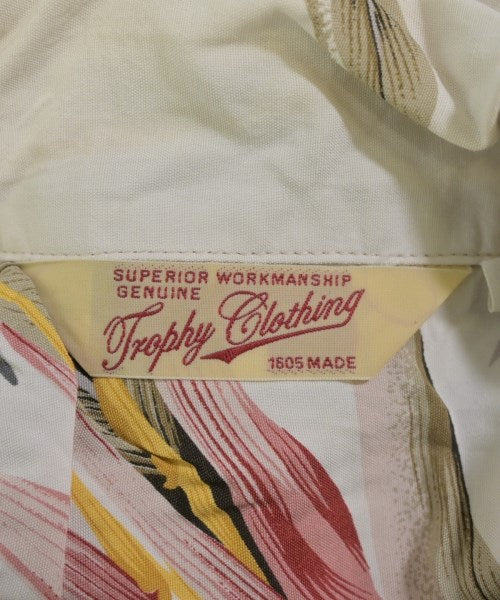 SUPERIOR WORKMANSHIP
GENUINE
Trophy Clothing
1605 MADE